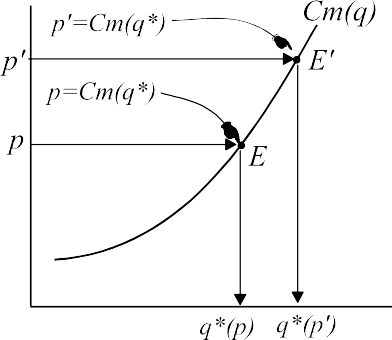 Cm(q)
p'=Cm(q*)
p'
E'
p=Cm(q*)
p
E
q*(p) q*(p')